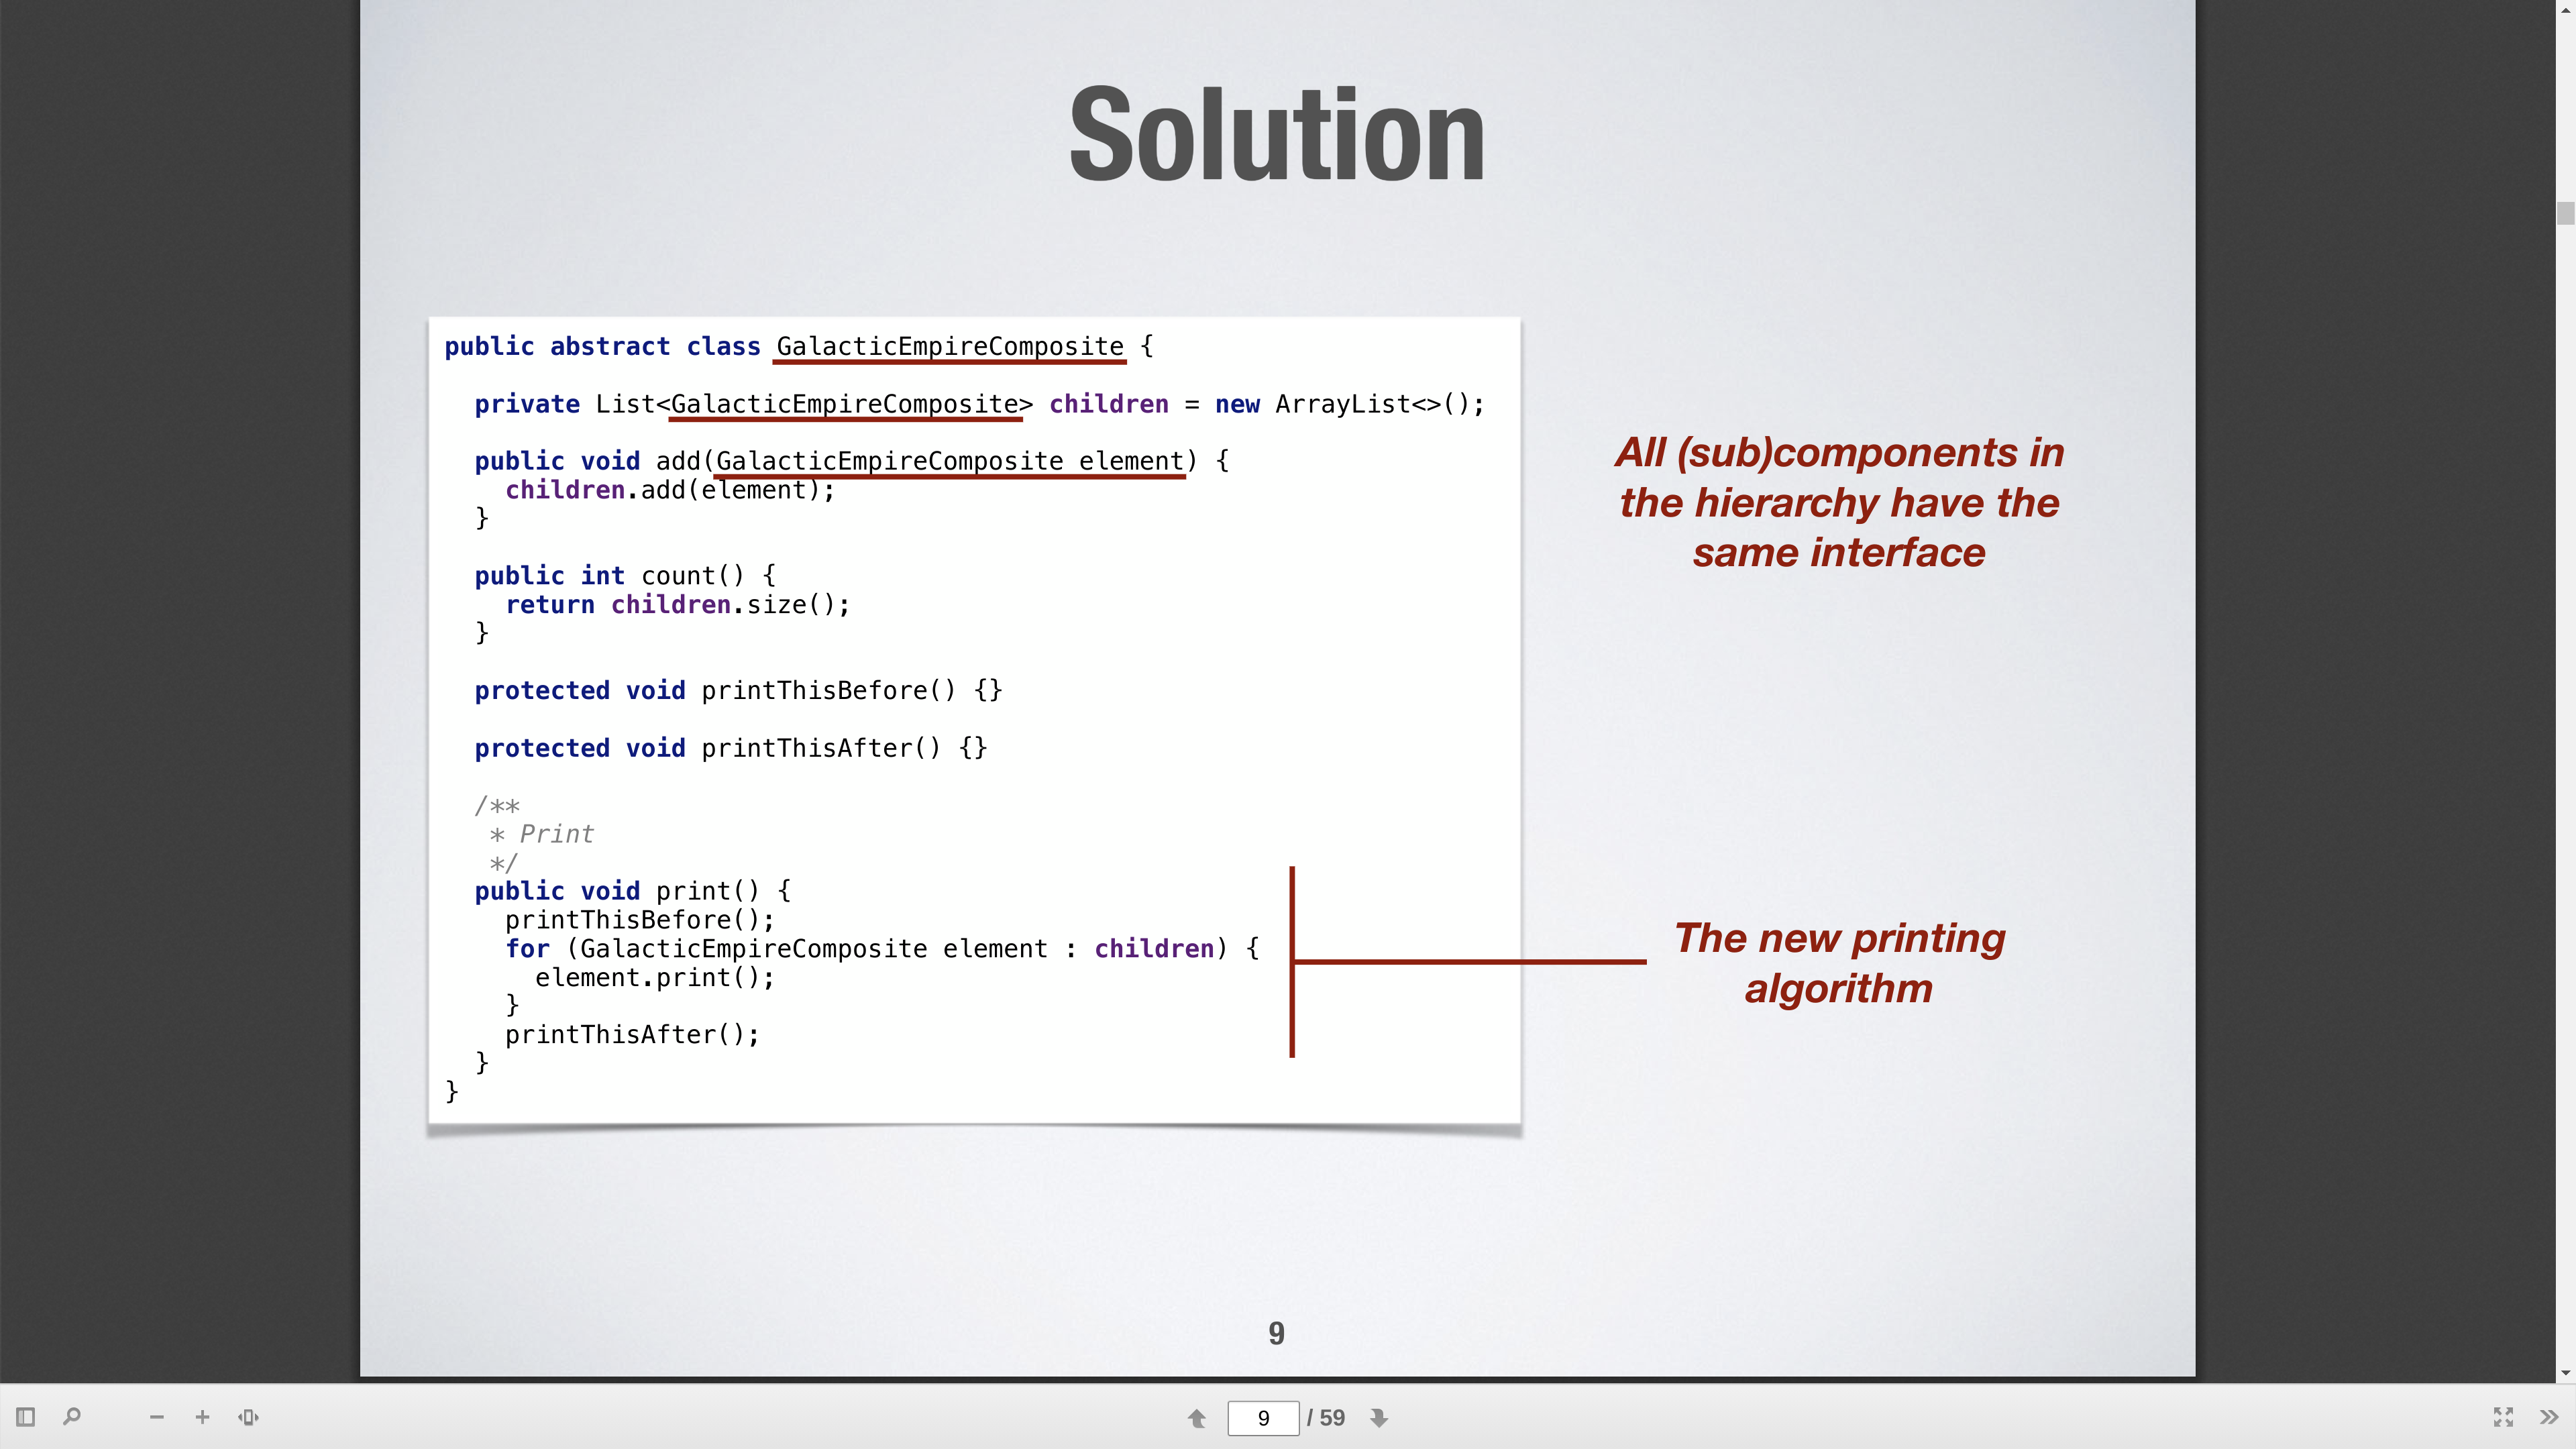 Solution
public abstract class GalacticEmpireComposite {
private List<GalacticEmpireComposite> children = new ArrayList<>();
public void add(GalacticEmpireComposite element) {
children.add(element);
}
public int count() {
return children.size();
}
protected void printThisBefore() {}
protected void printThisAfter() {}
/**
* Print
*/
public void print() {
printThisBefore();
for (GalacticEmpireComposite element : children) {
element.print();
}
printThisAfter();
}
}
All (sub)components in
the hierarchy have the
same interface
The new printing
algorithm
9
9 / 59